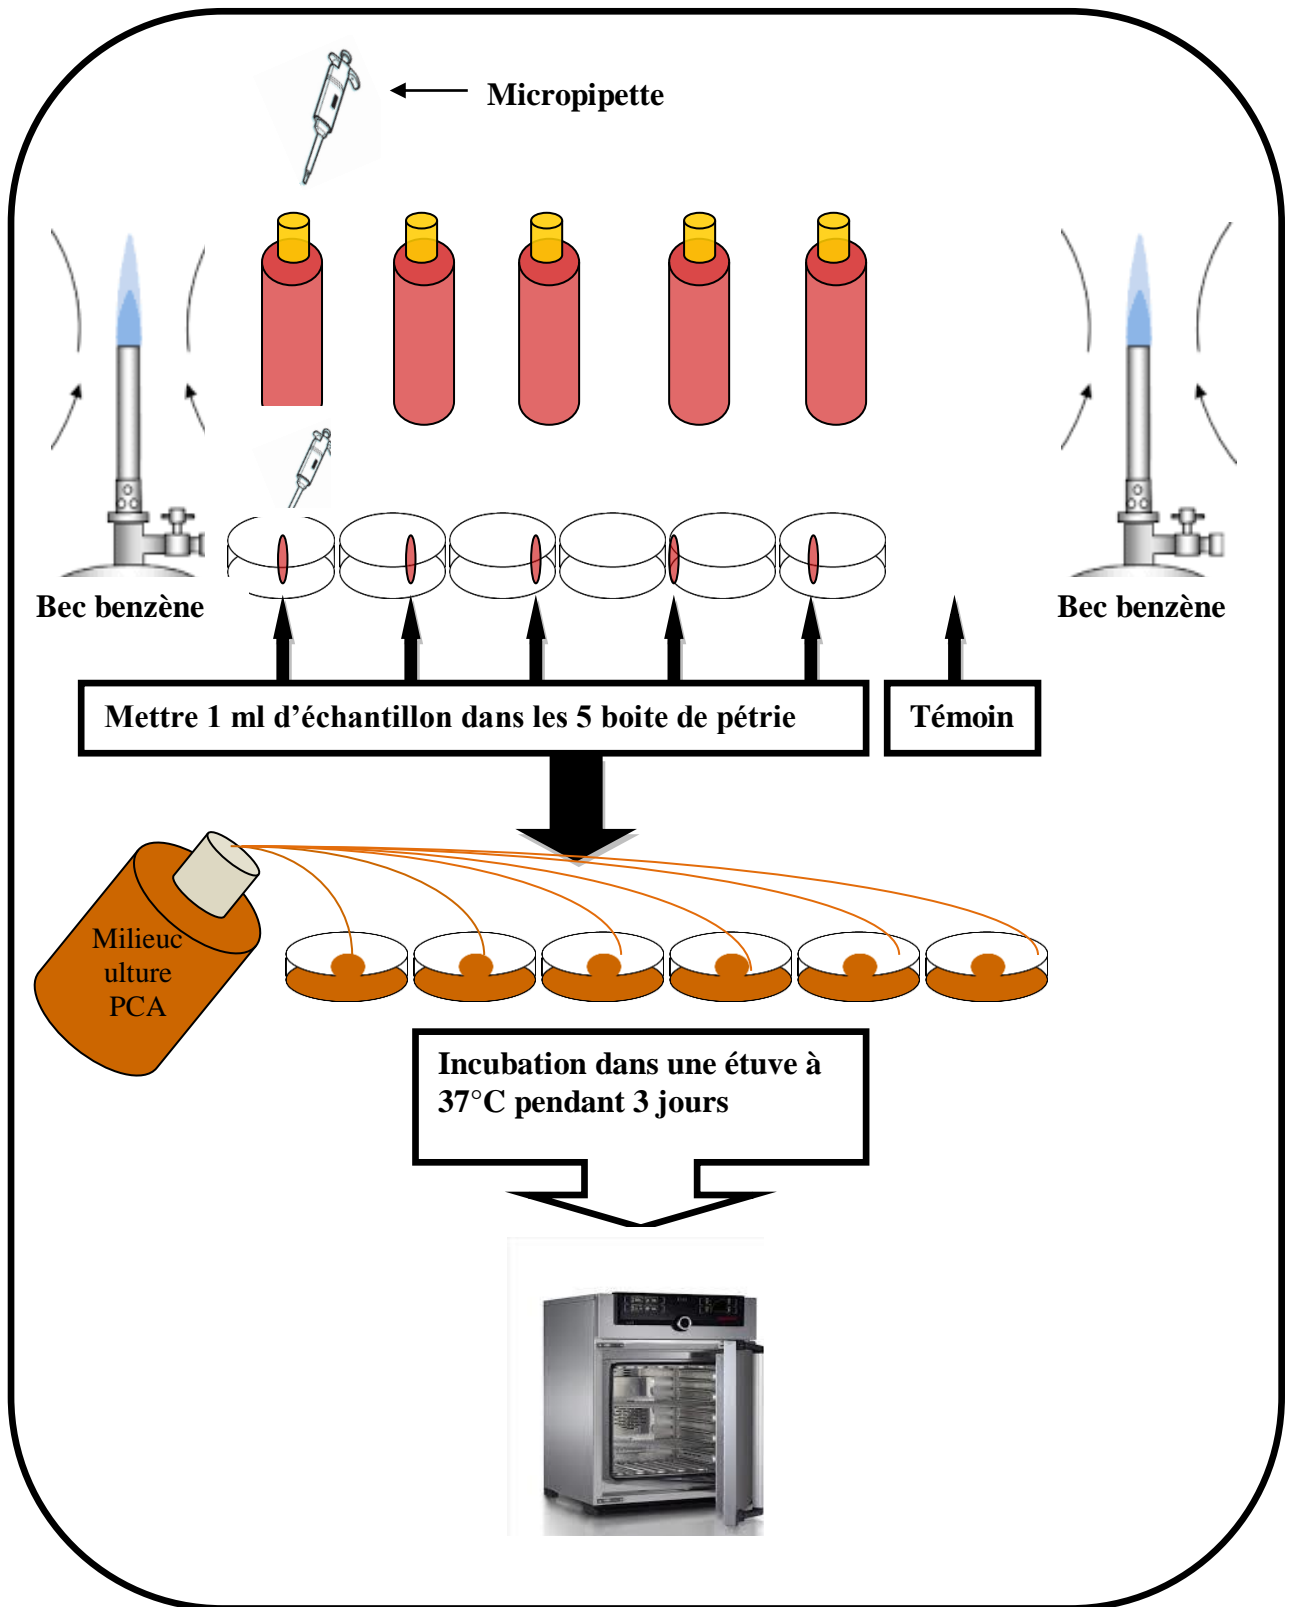 Micropipette
Bec benzène
Bec benzène
Mettre 1 ml d'échantillon dans les 5 boite de pétrie
Témoin
Milieuc
ulture
PCA
Incubation dans une étuve à
37°C pendant 3 jours